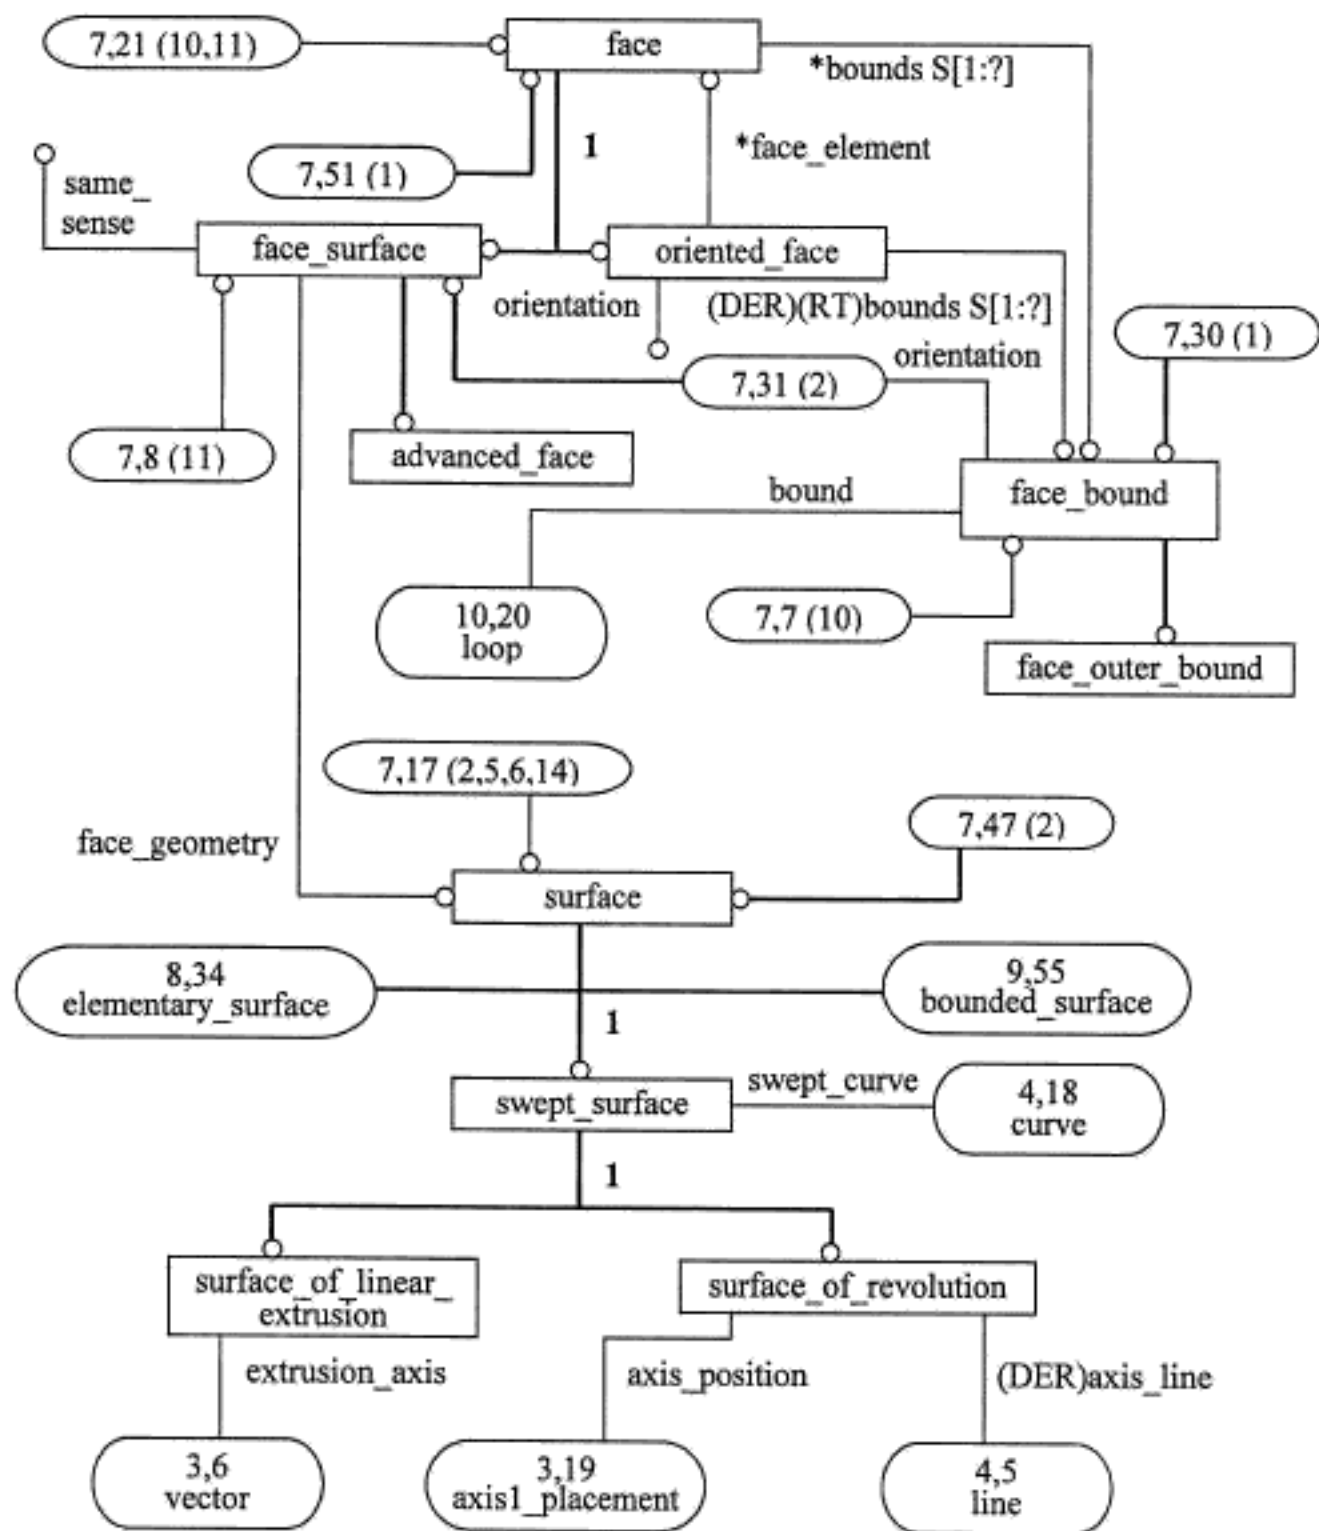 7,21 (10,11)
face
*bounds S[1:?]
1
*face_element
7,51 (1)
same_
sense
face_surface
oriented_face
orientation
(DER)(RT)bounds S[1:?]
7,30 (1)
7,31 (2)
orientation
7,8 (11)
advanced_face
bound
face_bound
10,20
loop
7,7 (10)
face_outer_bound
7,17 (2,5,6,14)
7,47 (2)
face_geometry
surface
8,34
elementary_surface
9,55
bounded_surface
1
swept_surface
swept_curve
4,18
curve
1
surface_of_linear_
extrusion
surface_of_revolution
extrusion_axis
axis_position
(DER)axis_line
3,6
vector
3,19
axis1_placement
4,5
line